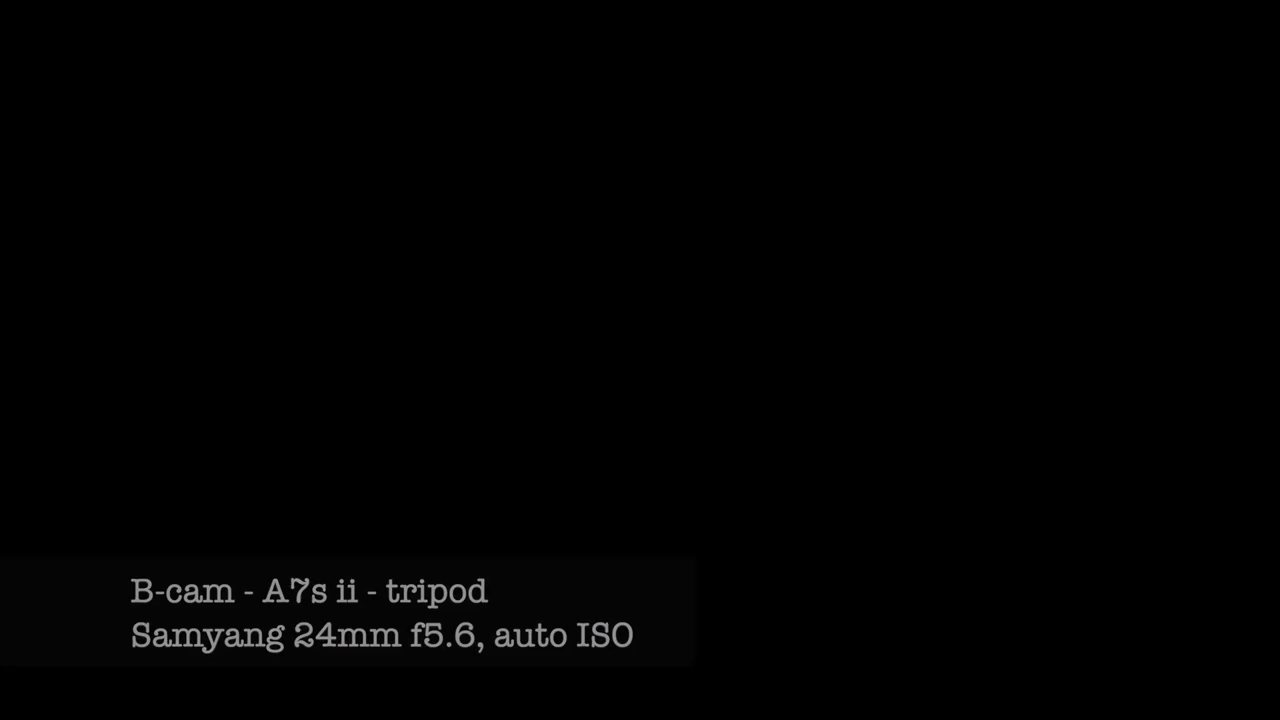 B-cam - A7s ii - tripod
Samyang 24mm f5.6, auto ISO